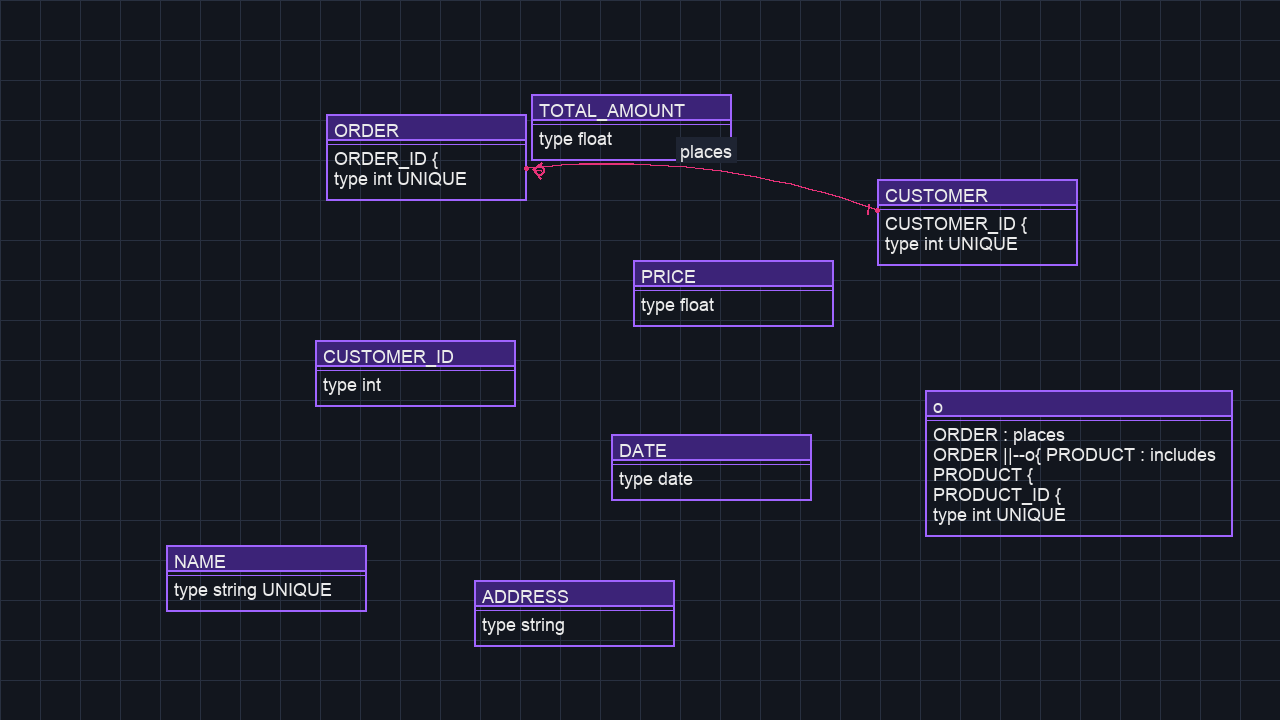 TOTAL_AMOUNT
type float
ORDER
ORDER_ID {
type int UNIQUE
places
CUSTOMER
CUSTOMER_ID {
type int UNIQUE
PRICE
type float
CUSTOMER_ID
type int
o
ORDER : places
ORDER ||--o{ PRODUCT : includes
PRODUCT {
PRODUCT_ID {
type int UNIQUE
DATE
type date
NAME
type string UNIQUE
ADDRESS
type string